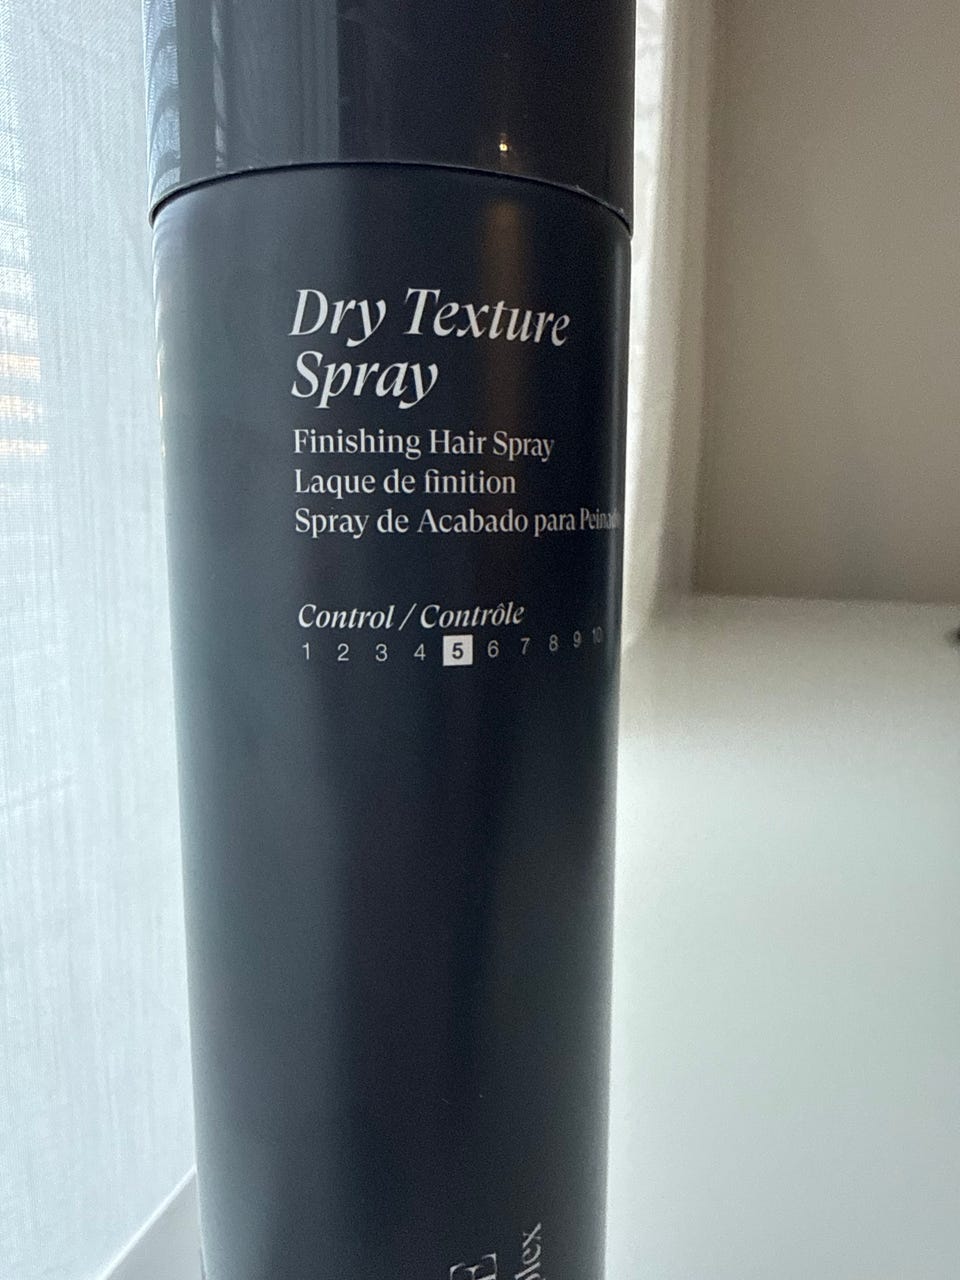 Dry Texture
Spray
Finishing Hair Spray
Laque de finition
Spray de Acabado para
Control / Contrôle
1 2 3 4 5 6 7 8 9 10